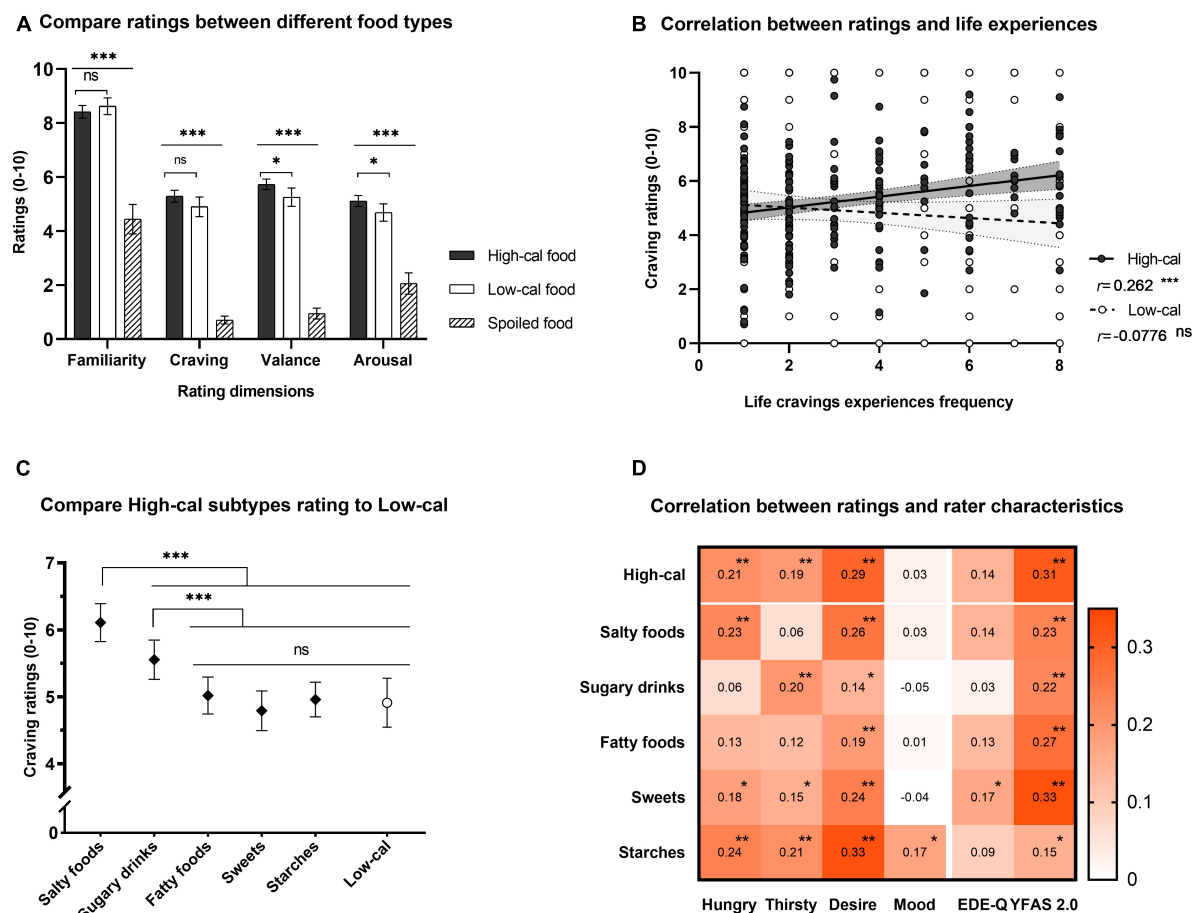 A Compare ratings between different food types
***
ns
***
ns
***
*
***
*
10
8
6
4
2
0
Ratings (0-10)
Familiarity Craving Valance Arousal
Rating dimensions
High-cal food
Low-cal food
Spoiled food
B Correlation between ratings and life experiences
10
8
6
4
2
0
Craving ratings (0-10)
0 2 4 6 8
Life cravings experiences frequency
High-cal
r=0.262 ***
Low-cal
r=-0.0776 ns
C
Compare High-cal subtypes rating to Low-cal
***
***
ns
7
6
5
4
0
Craving ratings (0-10)
Salty foods
Sugary drinks
Fatty foods
Sweets
Starches
Low-cal
D
Correlation between ratings and rater characteristics
High-cal 0.21** 0.19** 0.29** 0.03 0.14 0.31**
Salty foods 0.23** 0.06 0.26** 0.03 0.14 0.23**
Sugary drinks 0.06 0.20** 0.14* -0.05 0.03 0.22**
Fatty foods 0.13 0.12 0.19** 0.01 0.13 0.27**
Sweets 0.18* 0.15* 0.24** -0.04 0.17* 0.33**
Starches 0.24** 0.21** 0.33** 0.17* 0.09 0.15*
Hungry Thirsty Desire Mood EDE-Q YFAS 2.0
0.3
0.2
0.1
0